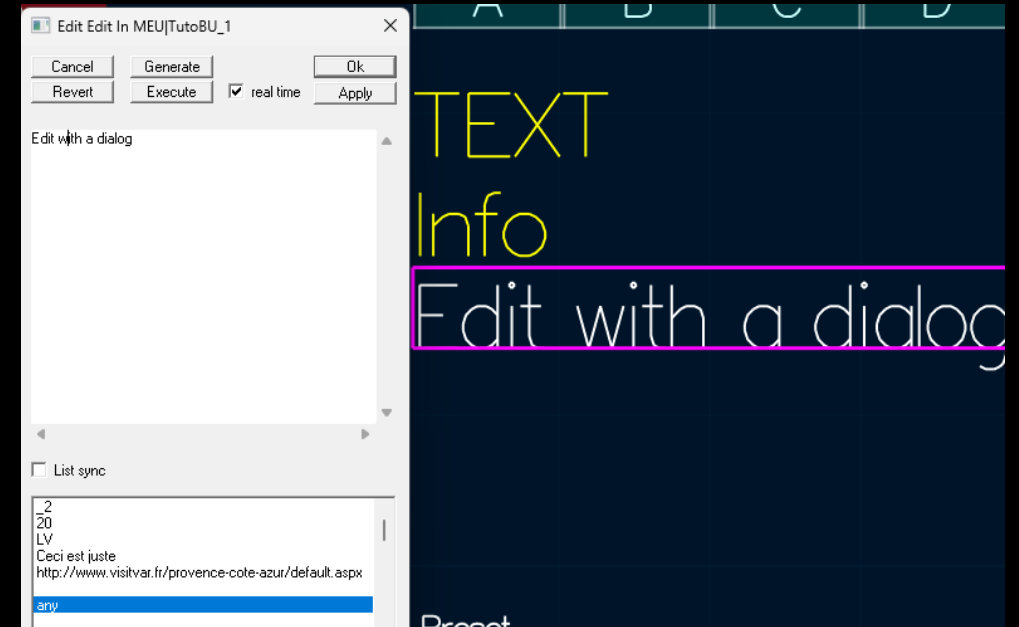 Edit Edit In MEU|TutoBU_1
Cancel
Generate
Ok
Revert
Execute
real time
Apply
Edit with a dialog
List sync
_2
20
LV
Ceci est juste
http://www.visitvar.fr/provence-cote-azur/default.aspx
any
A
B
C
D
TEXT
Info
Edit with a dialog
Preset